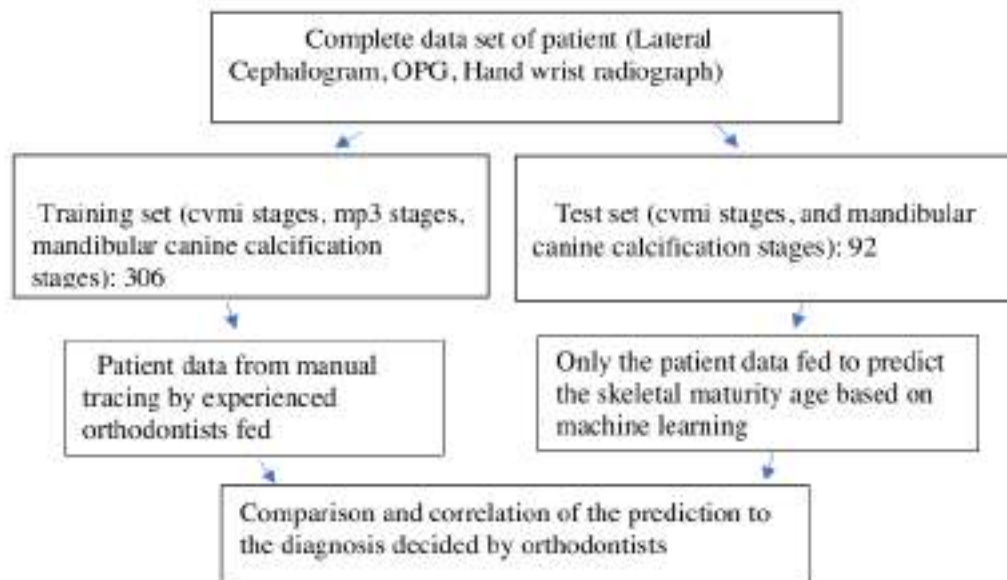 Complete data set of patient (Lateral
Cephalogram, OPG, Hand wrist radiograph)
Training set (cvmi stages, mp3 stages,
mandibular canine calcification
stages): 306
Test set (cvmi stages, and mandibular
canine calcification stages): 92
Patient data from manual
tracing by experienced
orthodontists fed
Only the patient data fed to predict
the skeletal maturity age based on
machine learning
Comparison and correlation of the prediction to
the diagnosis decided by orthodontists